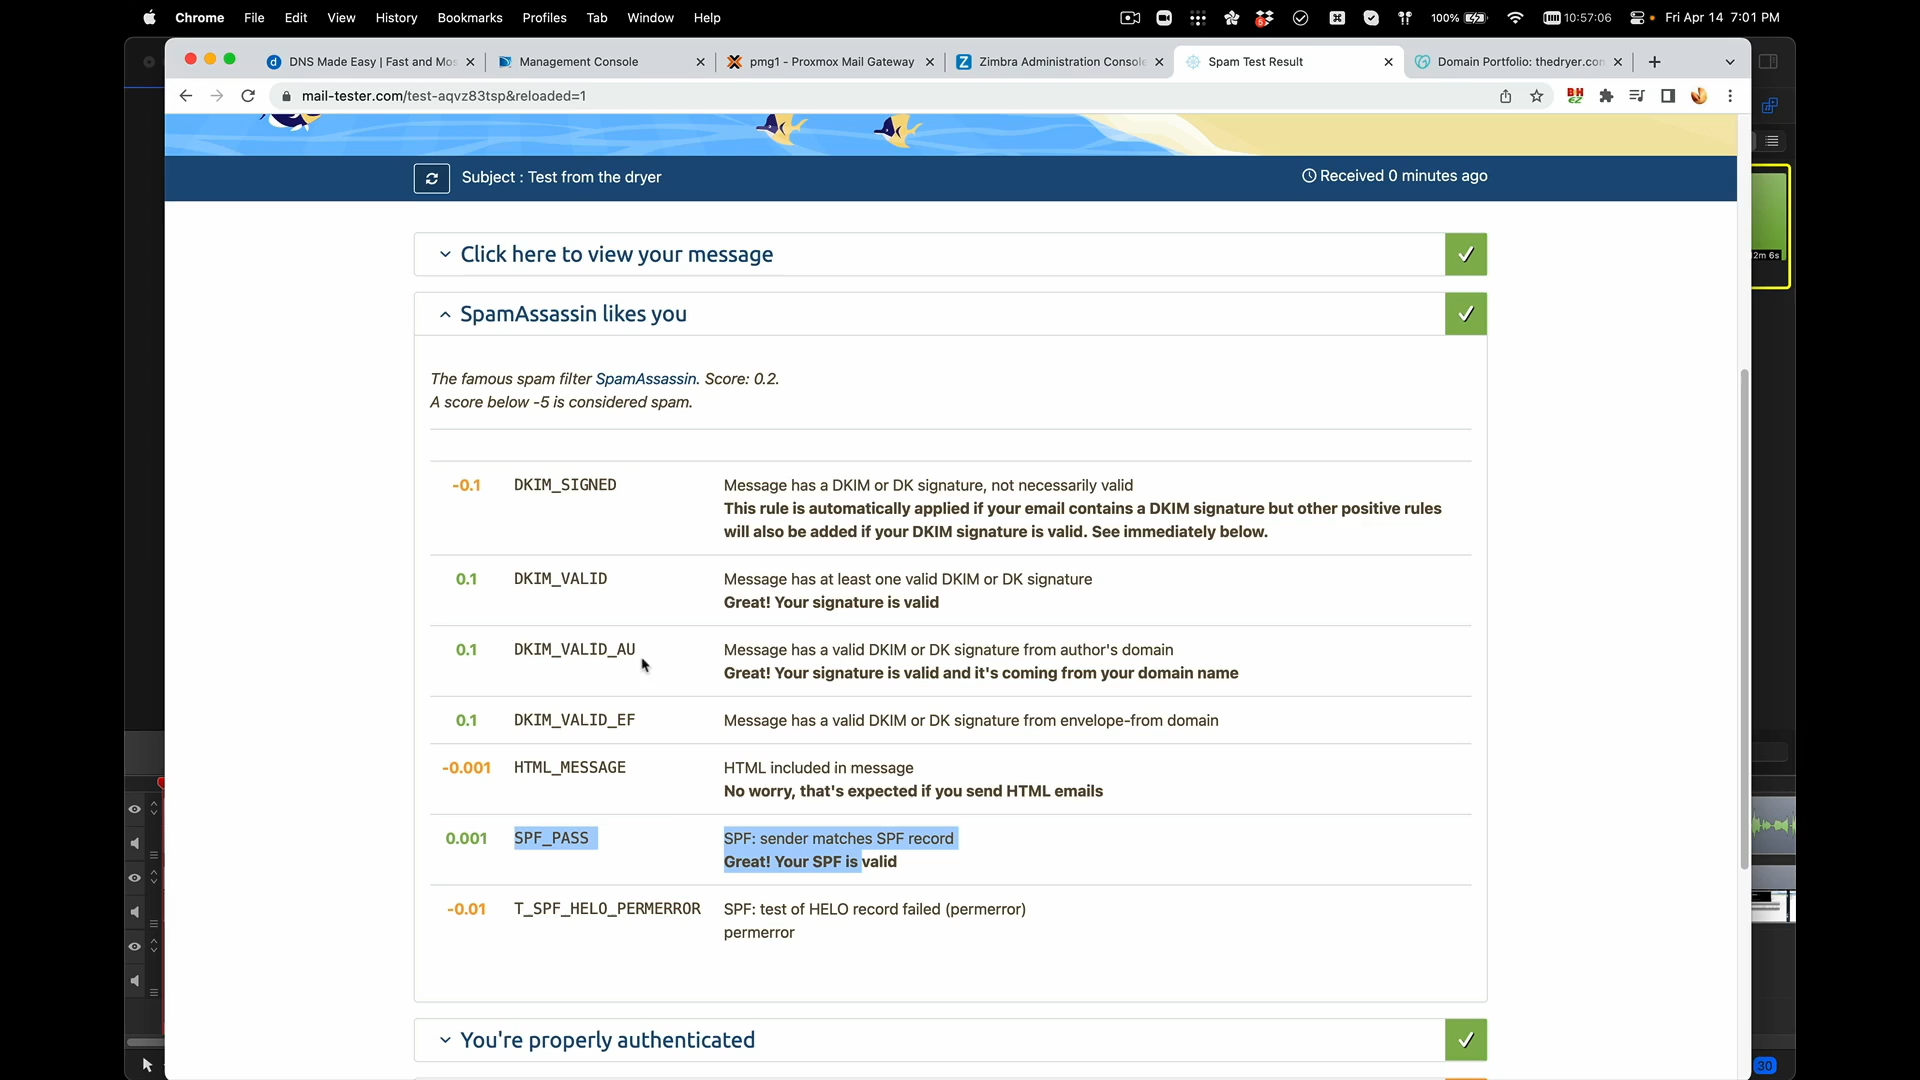 Chrome File Edit View History Bookmarks Profiles Tab Window Help 100% 10:57:06 Fri Apr 14 7:01 PM
DNS Made Easy | Fast and Mos Management Console pmg1 - Proxmox Mail Gateway Zimbra Administration Console Spam Test Result Domain Portfolio: thedryer.con
mail-tester.com/test-aqvz83tsp&reloaded=1
Subject : Test from the dryer Received 0 minutes ago
2m 6s
Click here to view your message
SpamAssassin likes you
The famous spam filter SpamAssassin. Score: 0.2.
A score below -5 is considered spam.
-0.1 DKIM_SIGNED Message has a DKIM or DK signature, not necessarily valid
This rule is automatically applied if your email contains a DKIM signature but other positive rules
will also be added if your DKIM signature is valid. See immediately below.
0.1 DKIM_VALID Message has at least one valid DKIM or DK signature
Great! Your signature is valid
0.1 DKIM_VALID_AU Message has a valid DKIM or DK signature from author's domain
Great! Your signature is valid and it's coming from your domain name
0.1 DKIM_VALID_EF Message has a valid DKIM or DK signature from envelope-from domain
-0.001 HTML_MESSAGE HTML included in message
No worry, that's expected if you send HTML emails
0.001 SPF_PASS SPF: sender matches SPF record
Great! Your SPF is valid
-0.01 T_SPF_HELO_PERMERROR SPF: test of HELO record failed (permerror)
permerror
You're properly authenticated
30